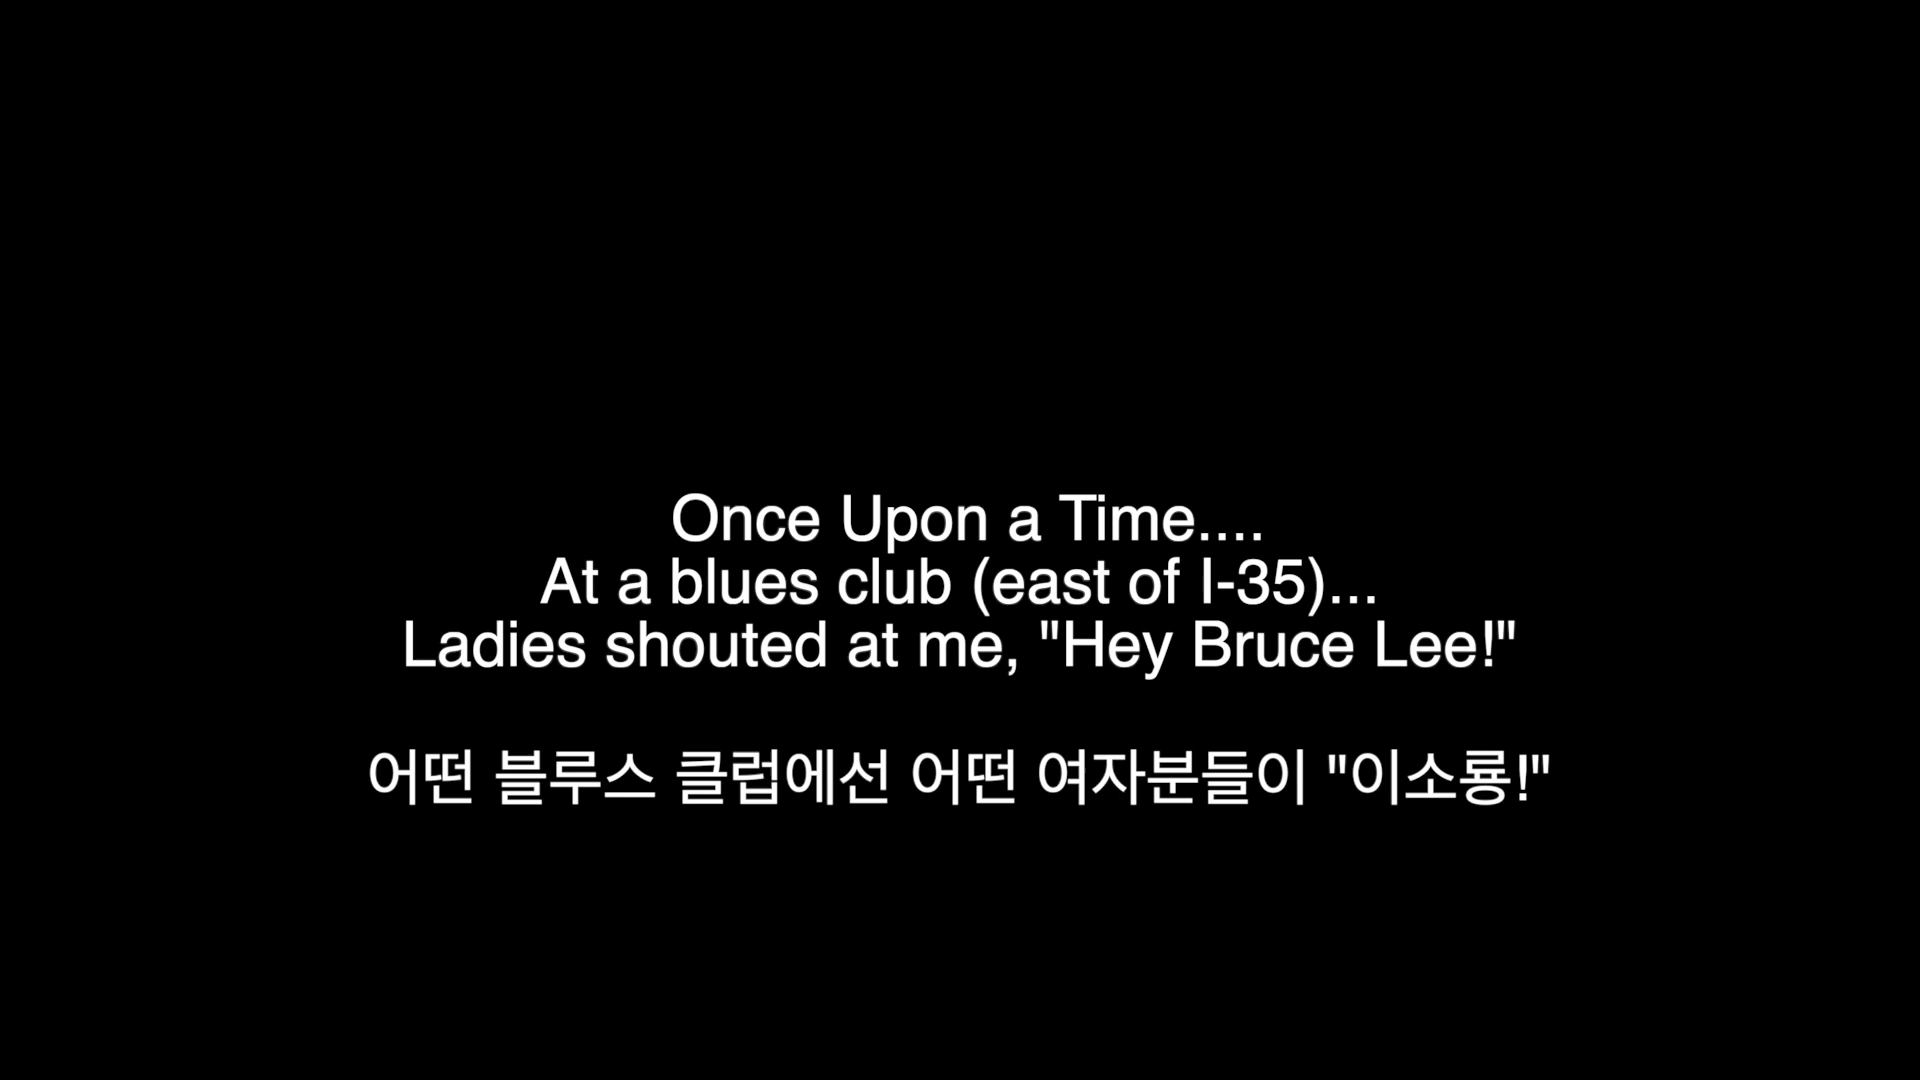 Once Upon a Time....
At a blues club (east of I-35)...
Ladies shouted at me, "Hey Bruce Lee!"
어떤 블루스 클럽에선 어떤 여자분들이 "이소룡!"